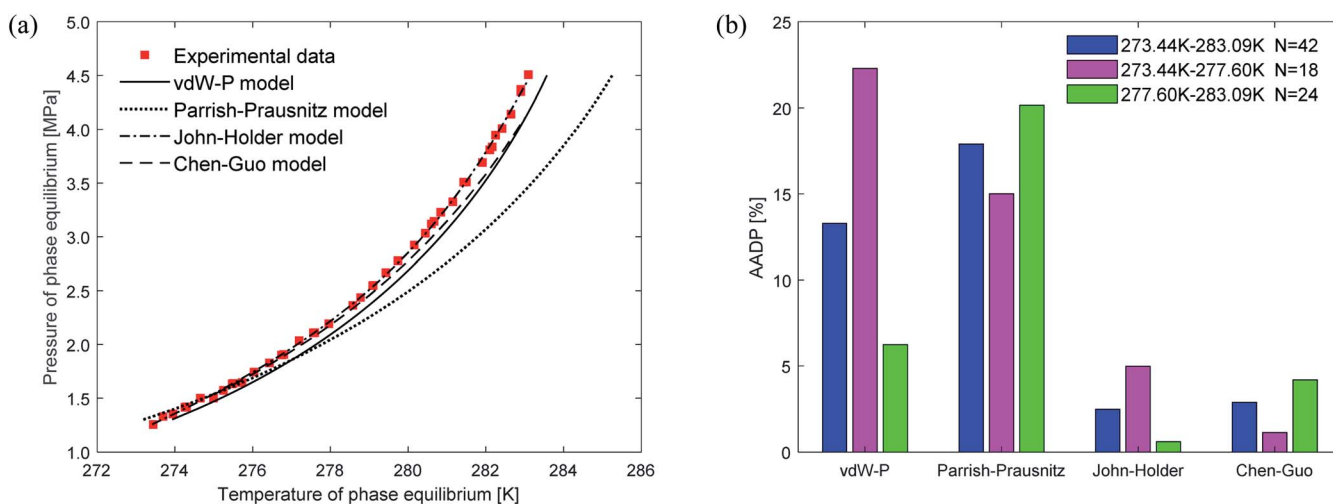 (a)
Pressure of phase equilibrium [MPa]
5.0
4.5
4.0
3.5
3.0
2.5
2.0
1.5
1.0
Experimental data
vdW-P model
Parrish-Prausnitz model
John-Holder model
Chen-Guo model
272
274
276
278
280
282
284
286
Temperature of phase equilibrium [K]
(b)
AADP [%]
25
20
15
10
5
0
273.44K-283.09K N=42
273.44K-277.60K N=18
277.60K-283.09K N=24
vdW-P
Parrish-Prausnitz
John-Holder
Chen-Guo